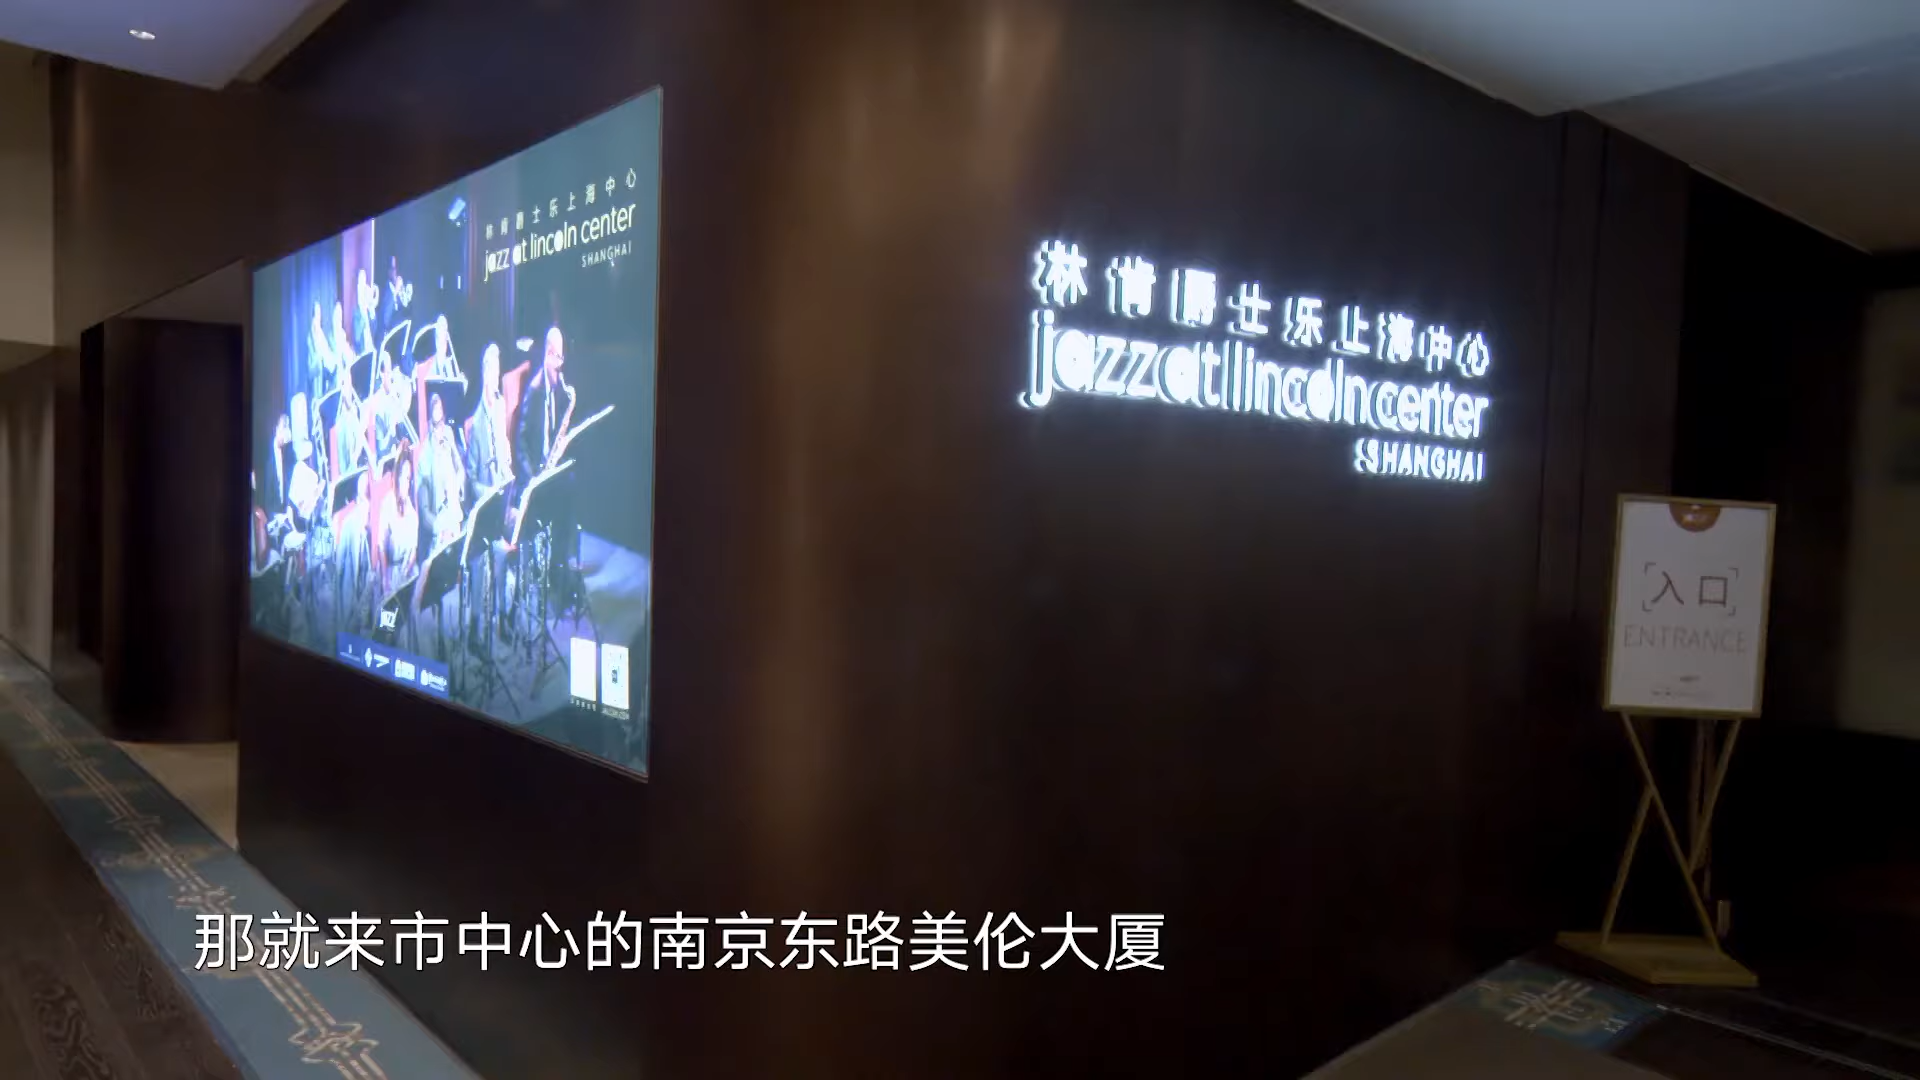 林肯爵士乐上海中心
jazz at lincoln center
SHANGHAI
jazz
林肯爵士乐上海中心
jazz at lincoln center
SHANGHAI
入口
ENTRANCE
那就来市中心的南京东路美伦大厦